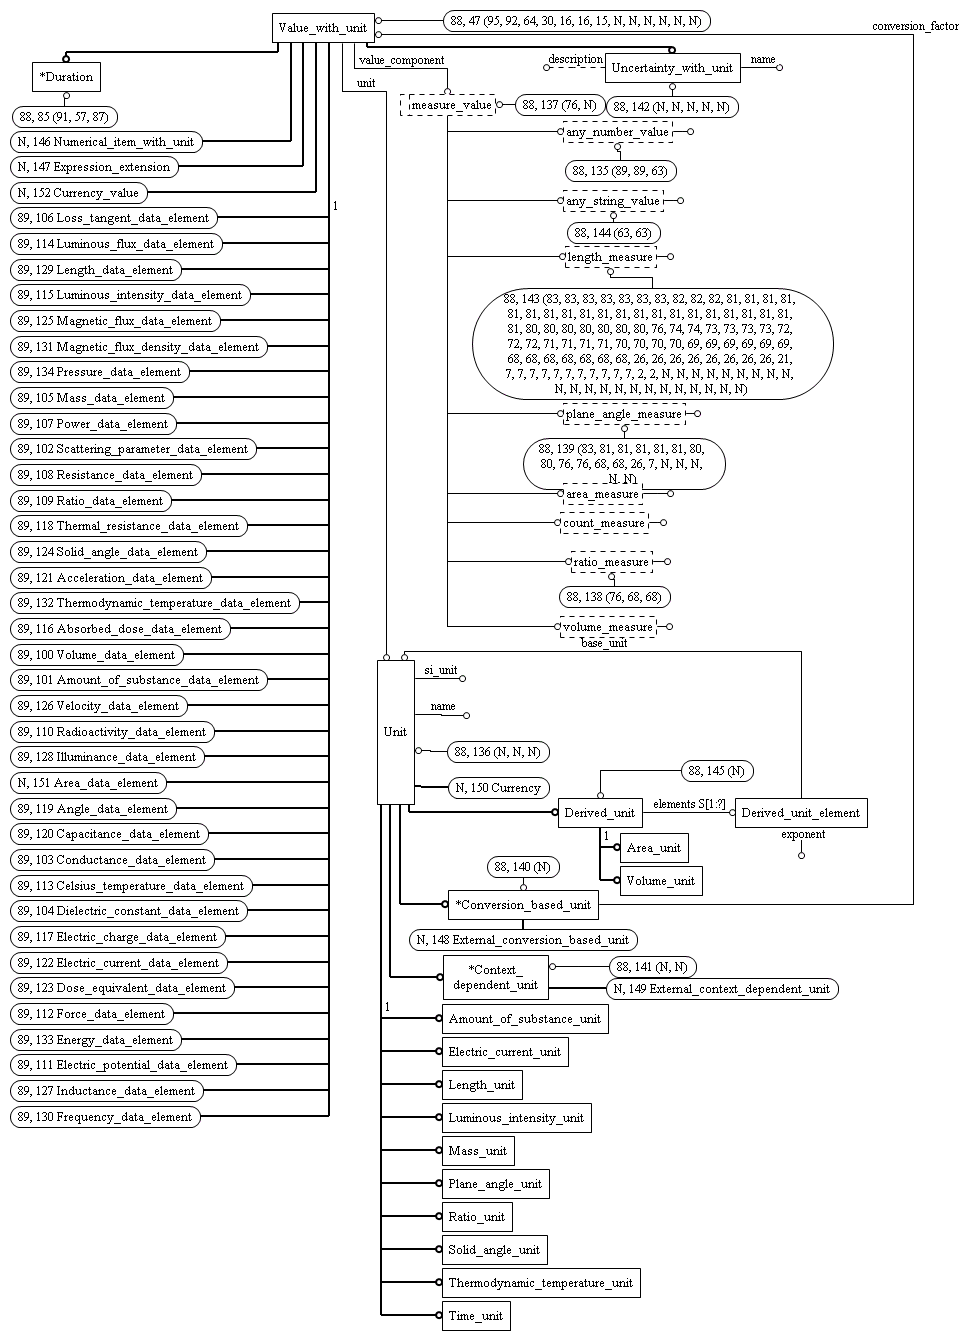 Value_with_unit
88, 47 (95, 92, 64, 30, 16, 16, 15, N, N, N, N, N, N)
conversion_factor
*Duration
88, 85 (91, 57, 87)
value_component
unit
description
Uncertainty_with_unit
name
88, 142 (N, N, N, N, N)
measure_value
88, 137 (76, N)
any_number_value
88, 135 (89, 89, 63)
any_string_value
88, 144 (63, 63)
length_measure
88, 143 (83, 83, 83, 83, 83, 83, 83, 82, 82, 82, 81, 81, 81, 81,
81, 81, 81, 81, 81, 81, 81, 81, 81, 81, 81, 81, 81, 81, 81, 81,
81, 80, 80, 80, 80, 80, 80, 80, 76, 74, 74, 73, 73, 73, 73, 72,
72, 72, 71, 71, 71, 71, 70, 70, 70, 70, 69, 69, 69, 69, 69, 69,
68, 68, 68, 68, 68, 68, 68, 26, 26, 26, 26, 26, 26, 26, 26, 21,
7, 7, 7, 7, 7, 7, 7, 7, 7, 7, 7, 2, 2, N, N, N, N, N, N, N, N,
N, N, N, N, N, N, N, N, N, N, N, N, N)
plane_angle_measure
88, 139 (83, 81, 81, 81, 81, 81, 80,
80, 76, 76, 68, 68, 26, 7, N, N, N,
N, N)
area_measure
count_measure
ratio_measure
88, 138 (76, 68, 68)
volume_measure
N, 146 Numerical_item_with_unit
N, 147 Expression_extension
N, 152 Currency_value
1
89, 106 Loss_tangent_data_element
89, 114 Luminous_flux_data_element
89, 129 Length_data_element
89, 115 Luminous_intensity_data_element
89, 125 Magnetic_flux_data_element
89, 131 Magnetic_flux_density_data_element
89, 134 Pressure_data_element
89, 105 Mass_data_element
89, 107 Power_data_element
89, 102 Scattering_parameter_data_element
89, 108 Resistance_data_element
89, 109 Ratio_data_element
89, 118 Thermal_resistance_data_element
89, 124 Solid_angle_data_element
89, 121 Acceleration_data_element
89, 132 Thermodynamic_temperature_data_element
89, 116 Absorbed_dose_data_element
89, 100 Volume_data_element
89, 101 Amount_of_substance_data_element
89, 126 Velocity_data_element
89, 110 Radioactivity_data_element
89, 128 Illuminance_data_element
N, 151 Area_data_element
89, 119 Angle_data_element
89, 120 Capacitance_data_element
89, 103 Conductance_data_element
89, 113 Celsius_temperature_data_element
89, 104 Dielectric_constant_data_element
89, 117 Electric_charge_data_element
89, 122 Electric_current_data_element
89, 123 Dose_equivalent_data_element
89, 112 Force_data_element
89, 133 Energy_data_element
89, 111 Electric_potential_data_element
89, 127 Inductance_data_element
89, 130 Frequency_data_element
base_unit
Unit
si_unit
name
88, 136 (N, N, N)
N, 150 Currency
88, 145 (N)
Derived_unit
elements S[1:?]
Derived_unit_element
exponent
1
Area_unit
Volume_unit
88, 140 (N)
*Conversion_based_unit
N, 148 External_conversion_based_unit
*Context_
dependent_unit
88, 141 (N, N)
N, 149 External_context_dependent_unit
1
Amount_of_substance_unit
Electric_current_unit
Length_unit
Luminous_intensity_unit
Mass_unit
Plane_angle_unit
Ratio_unit
Solid_angle_unit
Thermodynamic_temperature_unit
Time_unit